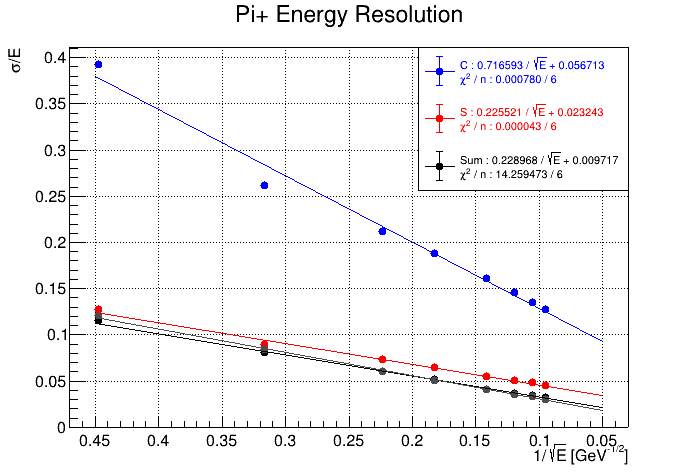 Pi+ Energy Resolution
σ/E
0.4
0.35
0.3
0.25
0.2
0.15
0.1
0.05
0
C : 0.716593 / √E + 0.056713
χ² / n : 0.000780 / 6
S : 0.225521 / √E + 0.023243
χ² / n : 0.000043 / 6
Sum : 0.228968 / √E + 0.009717
χ² / n : 14.259473 / 6
0.45 0.4 0.35 0.3 0.25 0.2 0.15 0.1 0.05
1/√E [GeV^-1/2]